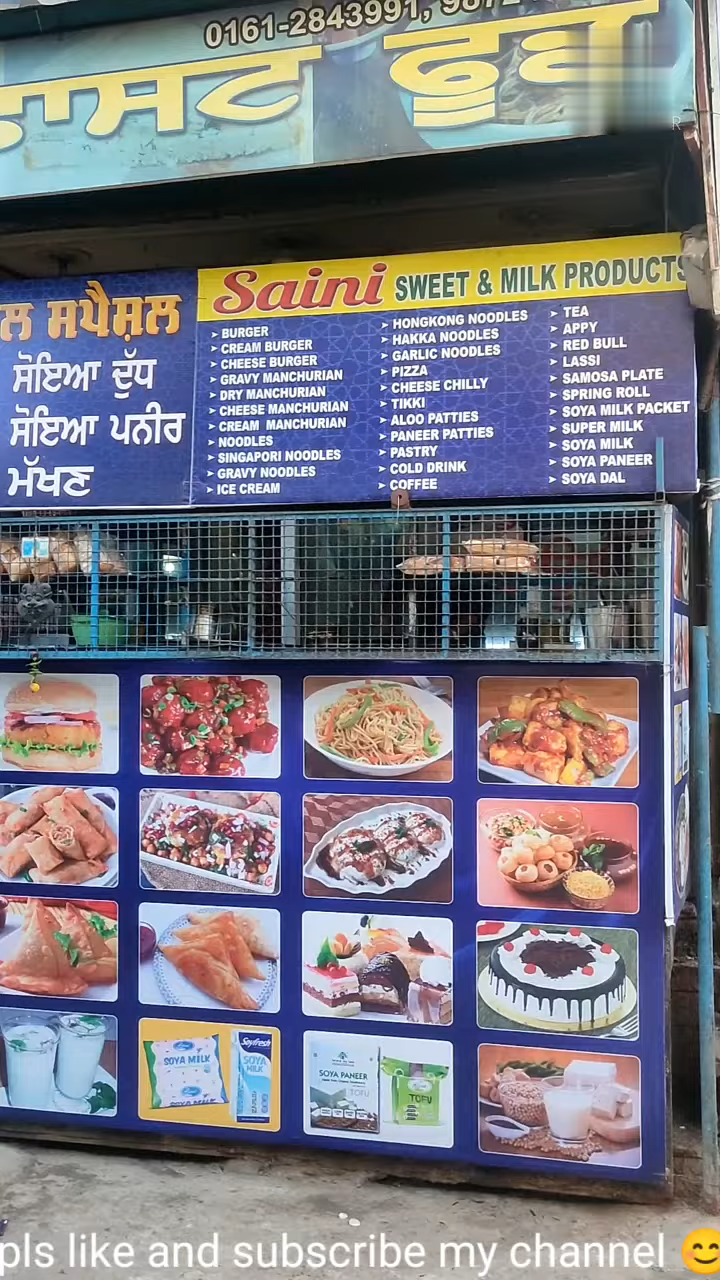 0161-2843991,
ਫਾਸਟ ਫੂਡ
ਸਪੈਸ਼ਲ
ਸੋਇਆ ਦੁੱਧ
ਸੋਇਆ ਪਨੀਰ
ਮੱਖਣ
Saini SWEET & MILK PRODUCTS
➤ BURGER
➤ CREAM BURGER
➤ CHEESE BURGER
➤ GRAVY MANCHURIAN
➤ DRY MANCHURIAN
➤ CHEESE MANCHURIAN
➤ CREAM MANCHURIAN
➤ NOODLES
➤ SINGAPORI NOODLES
➤ GRAVY NOODLES
➤ ICE CREAM
➤ HONGKONG NOODLES
➤ HAKKA NOODLES
➤ GARLIC NOODLES
➤ PIZZA
➤ CHEESE CHILLY
➤ TIKKI
➤ ALOO PATTIES
➤ PANEER PATTIES
➤ PASTRY
➤ COLD DRINK
➤ COFFEE
➤ TEA
➤ APPY
➤ RED BULL
➤ LASSI
➤ SAMOSA PLATE
➤ SPRING ROLL
➤ SOYA MILK PACKET
➤ SUPER MILK
➤ SOYA MILK
➤ SOYA PANEER
➤ SOYA DAL
SOYA MILK
SOYA MILK
Soyfresh
SOYA
MILK
SOYA PANEER
TOFU
TOFU
pls like and subscribe my channel 😊